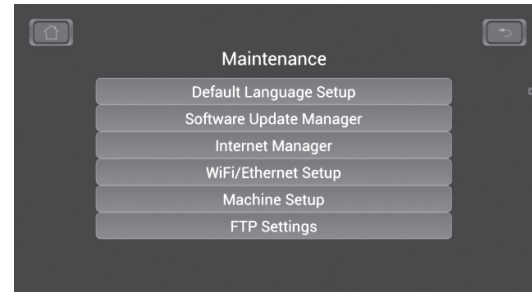 Maintenance
Default Language Setup
Software Update Manager
Internet Manager
WiFi/Ethernet Setup
Machine Setup
FTP Settings